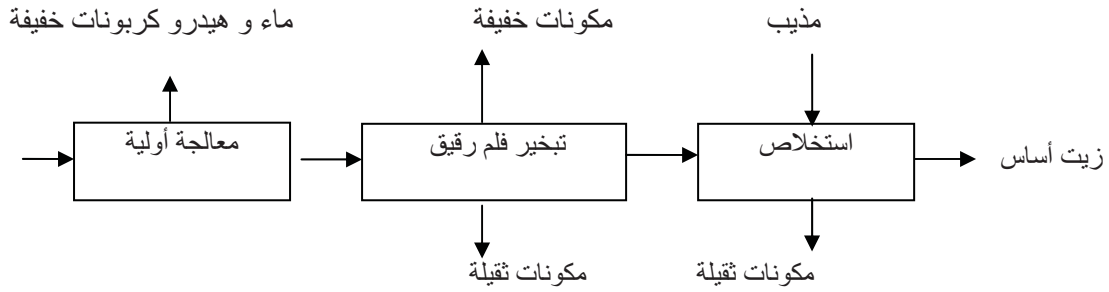 ماء و هيدرو كربونات خفيفة
مكونات خفيفة
مذيب
معالجة أولية
تبخير فلم رقيق
استخلاص
زيت أساس
مكونات ثقيلة
مكونات ثقيلة